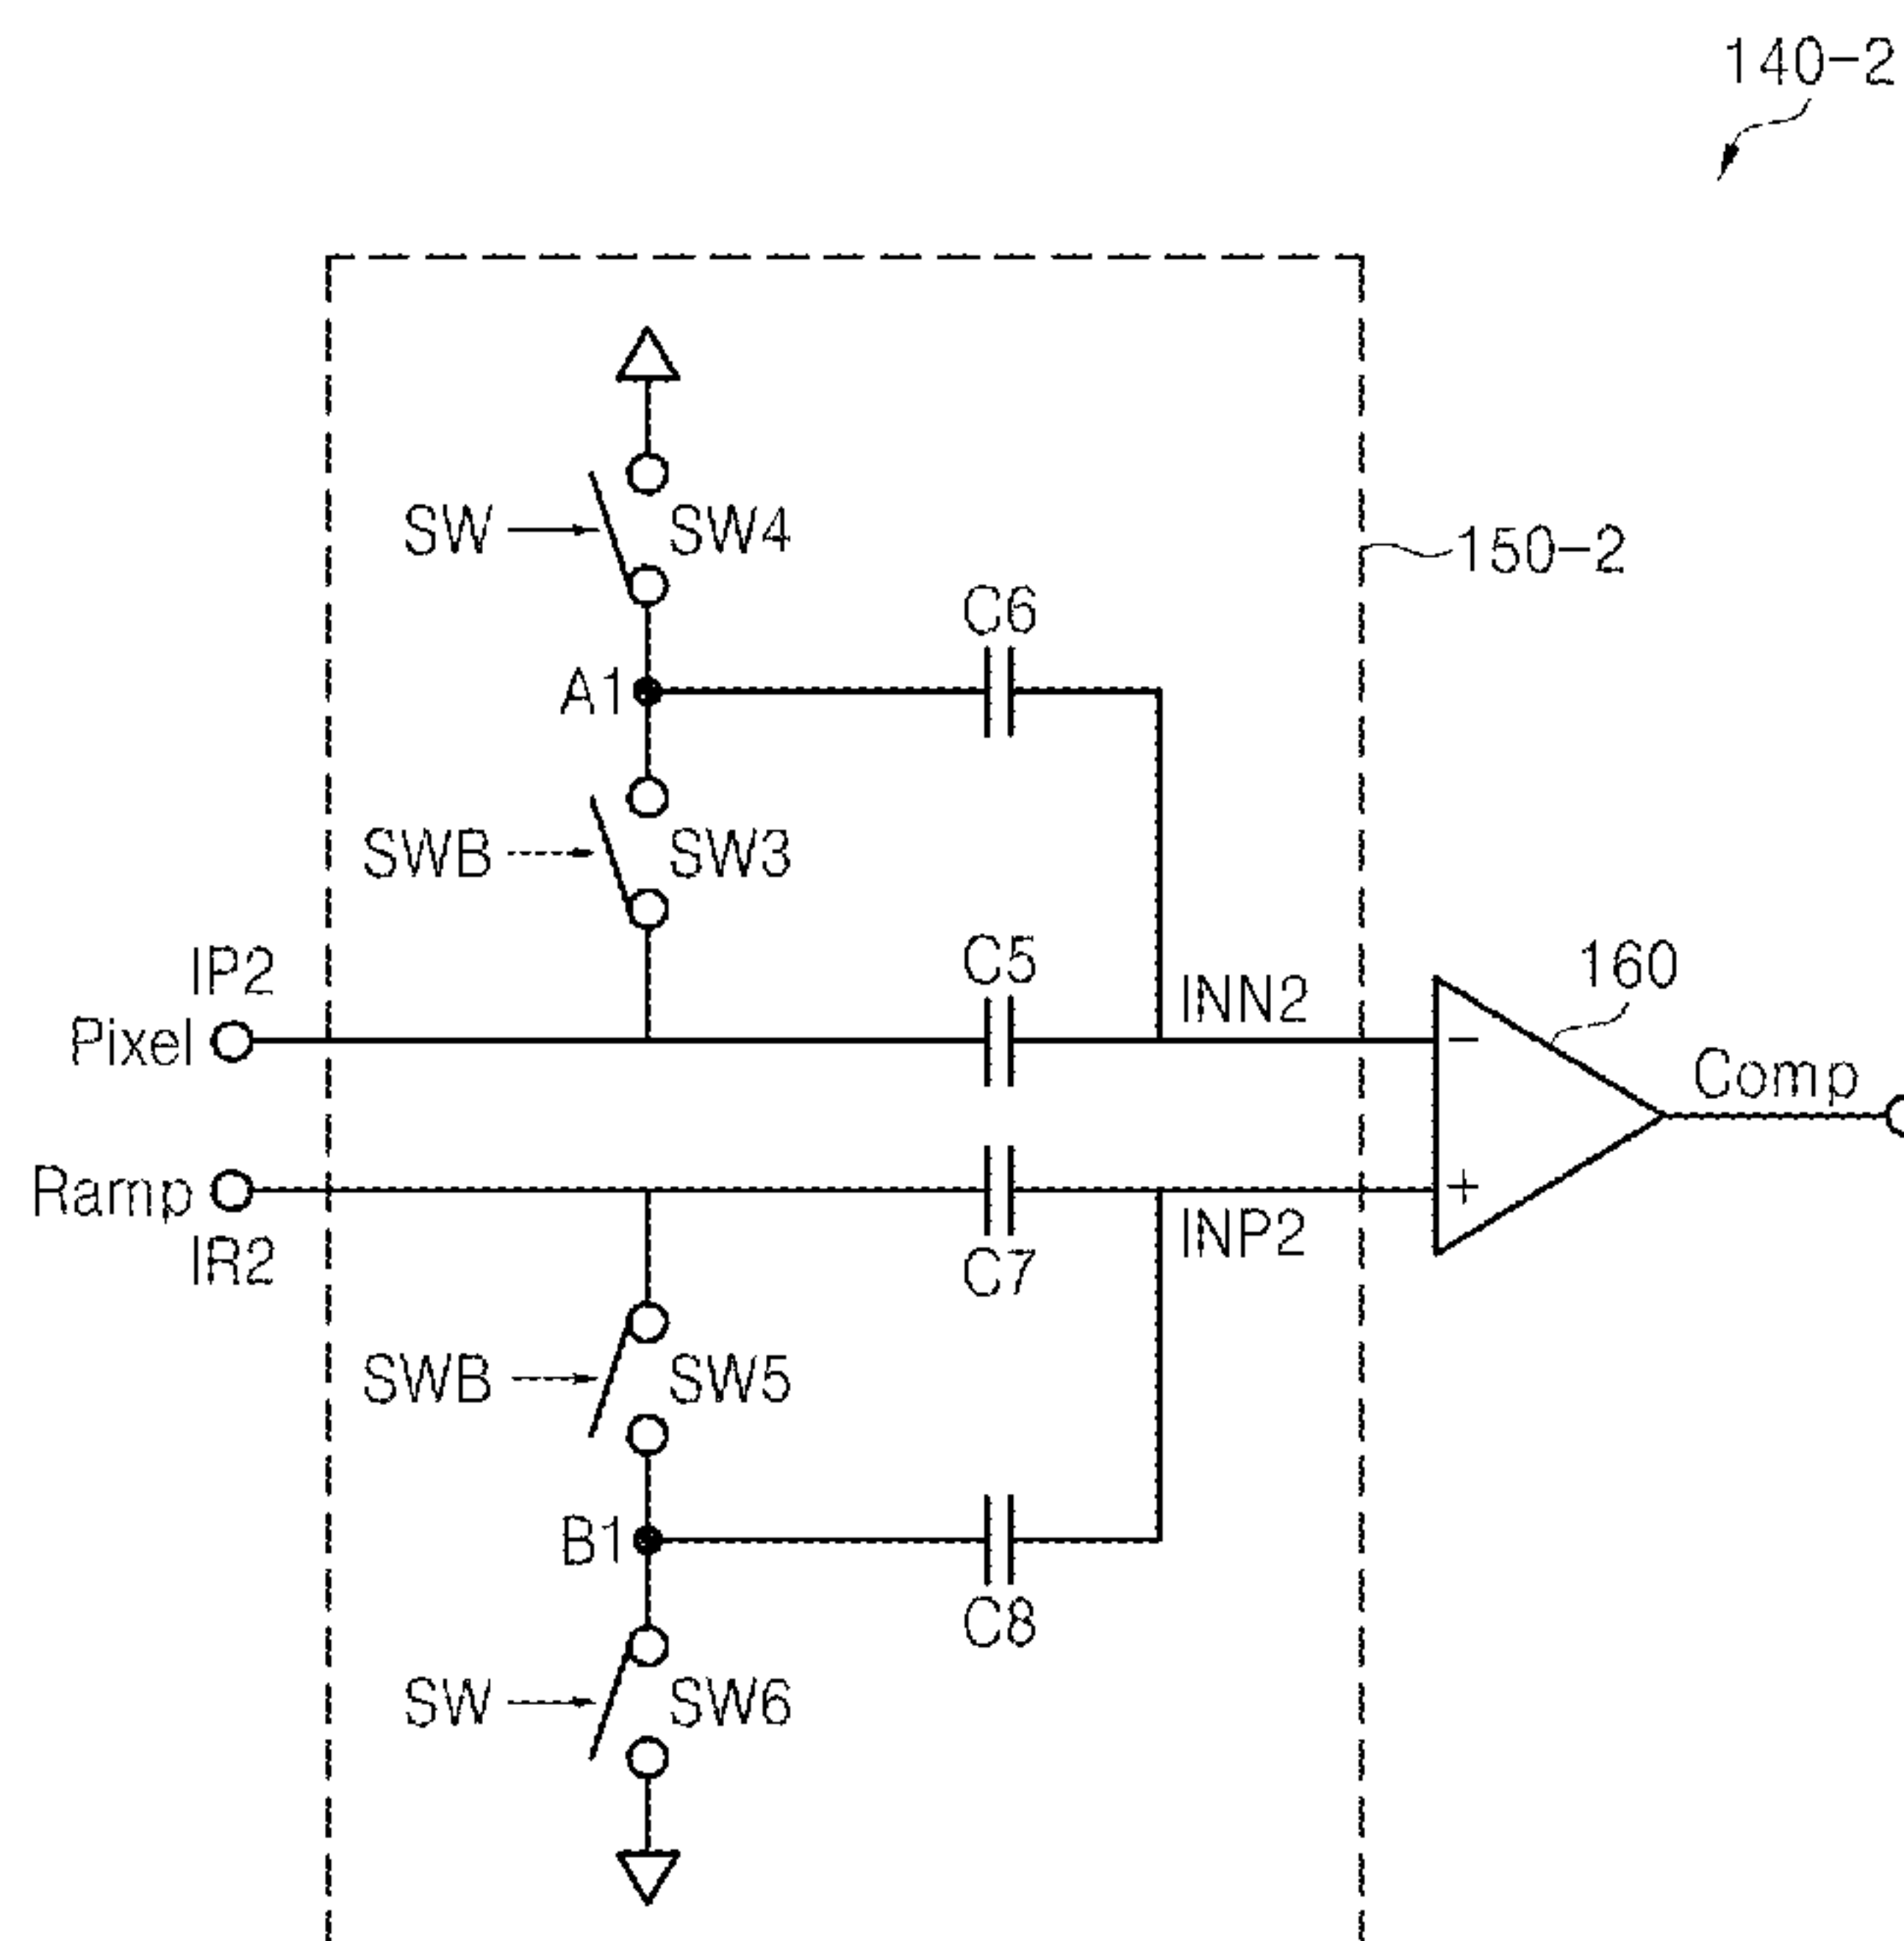 140-2
SW
SW4
150-2
C6
A1
SWB
SW3
IP2
C5
INN2
160
Pixel
−
Comp
Ramp
+
IR2
C7
INP2
SWB
SW5
B1
C8
SW
SW6